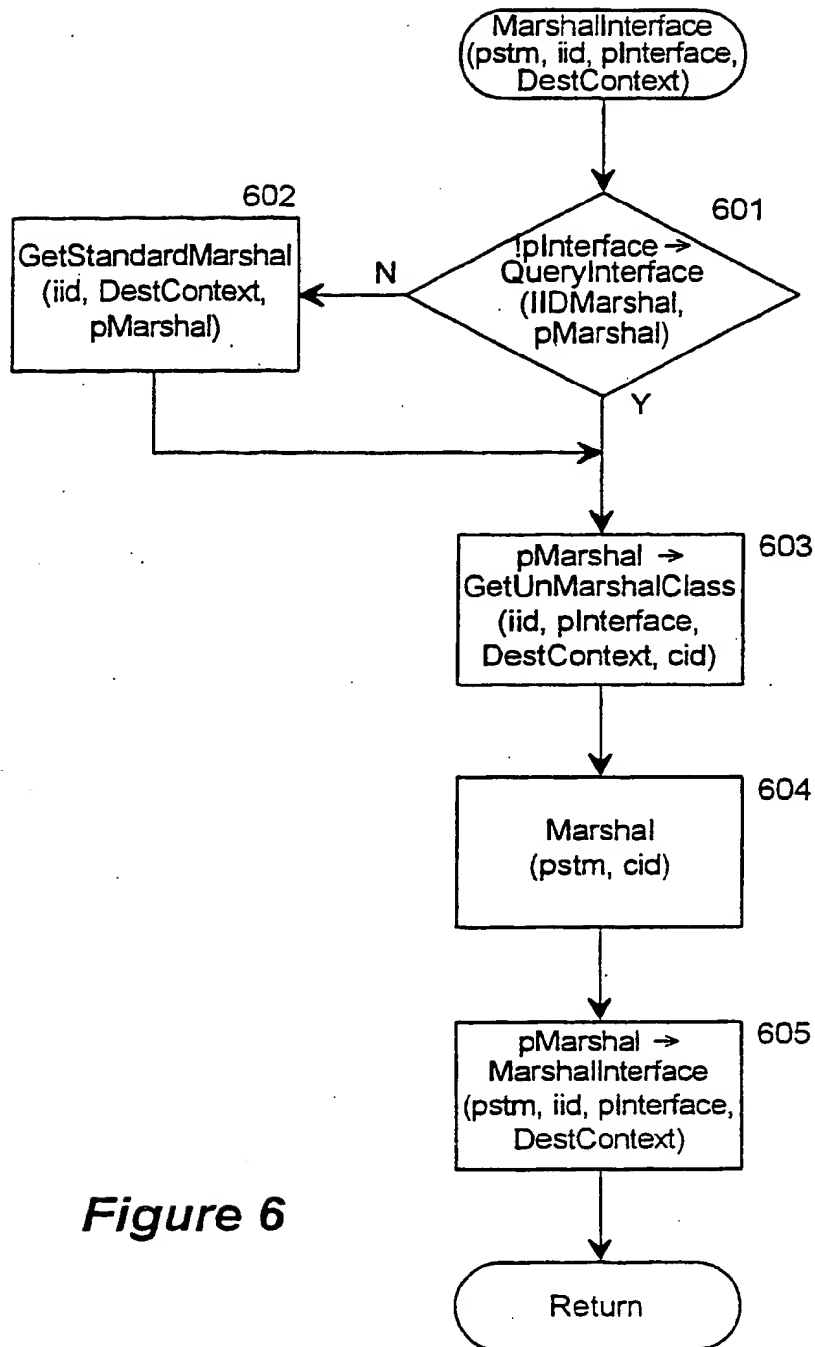 MarshalInterface
(pstm, iid, pInterface,
DestContext)
602
601
GetStandardMarshal
(iid, DestContext,
pMarshal)
N
!pInterface →
QueryInterface
(IIDMarshal,
pMarshal)
Y
603
pMarshal →
GetUnMarshalClass
(iid, pInterface,
DestContext, cid)
604
Marshal
(pstm, cid)
605
pMarshal →
MarshalInterface
(pstm, iid, pInterface,
DestContext)
Figure 6
Return